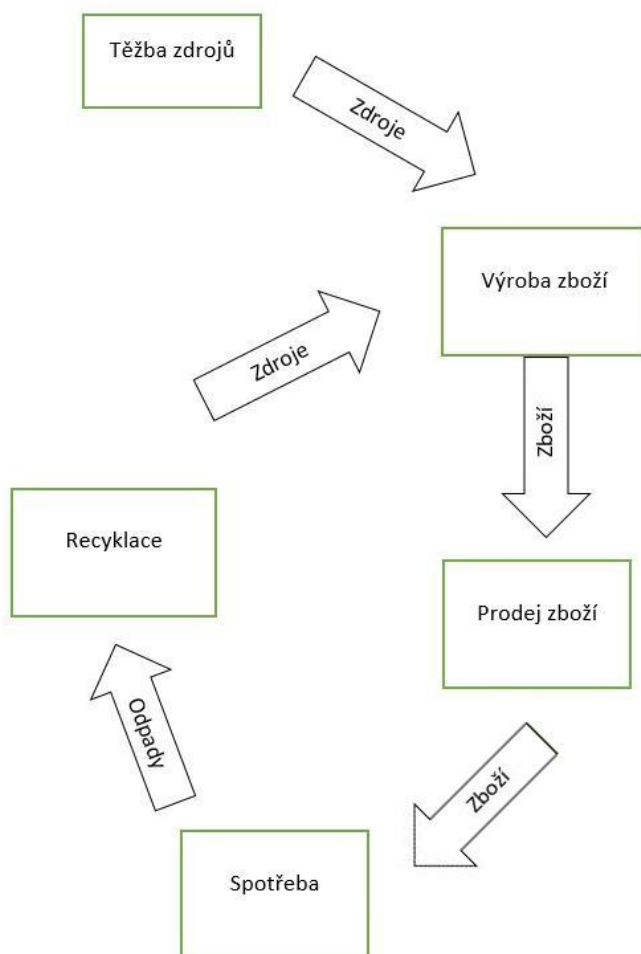 Těžba zdrojů
Zdroje
Výroba zboží
Zdroje
Zboží
Recyklace
Prodej zboží
Odpady
Zboží
Spotřeba